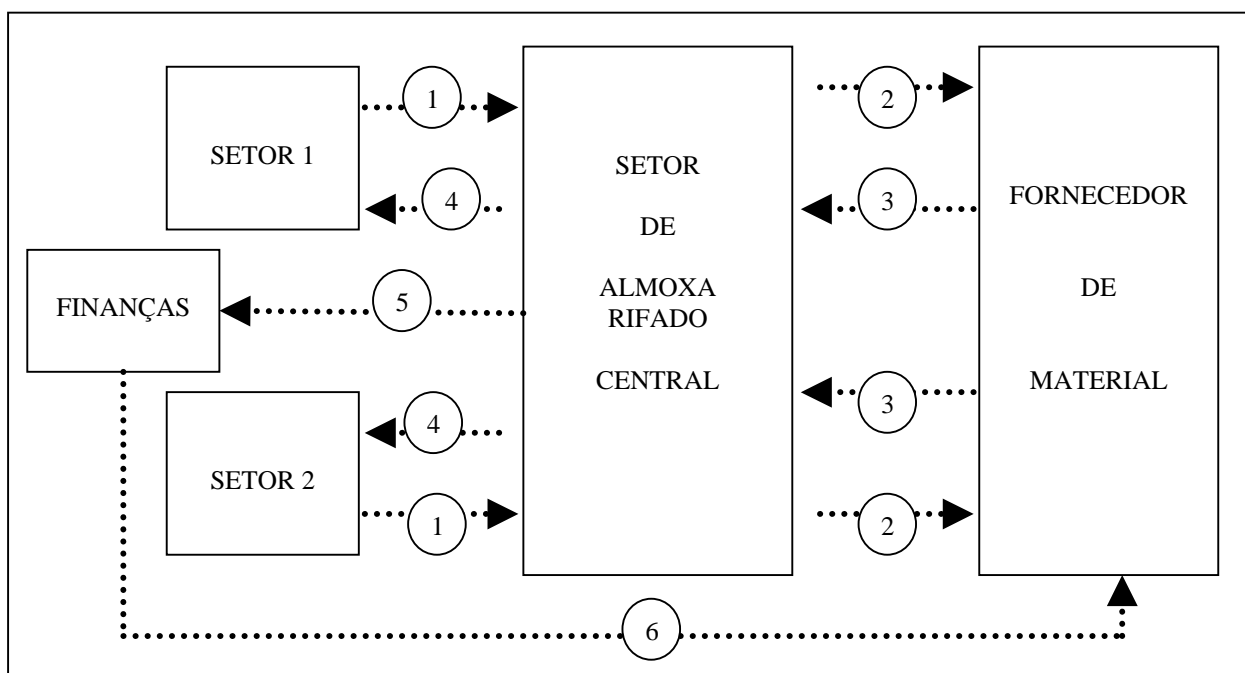 SETOR 1
1
4
FINANÇAS
5
SETOR 2
4
1
SETOR
DE
ALMOXA
RIFADO
CENTRAL
2
3
3
2
FORNECEDOR
DE
MATERIAL
6